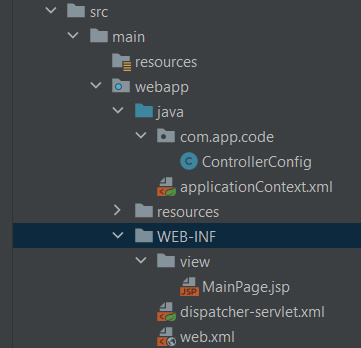 src
main
resources
webapp
java
com.app.code
C ControllerConfig
applicationContext.xml
resources
WEB-INF
view
JSP MainPage.jsp
dispatcher-servlet.xml
web.xml